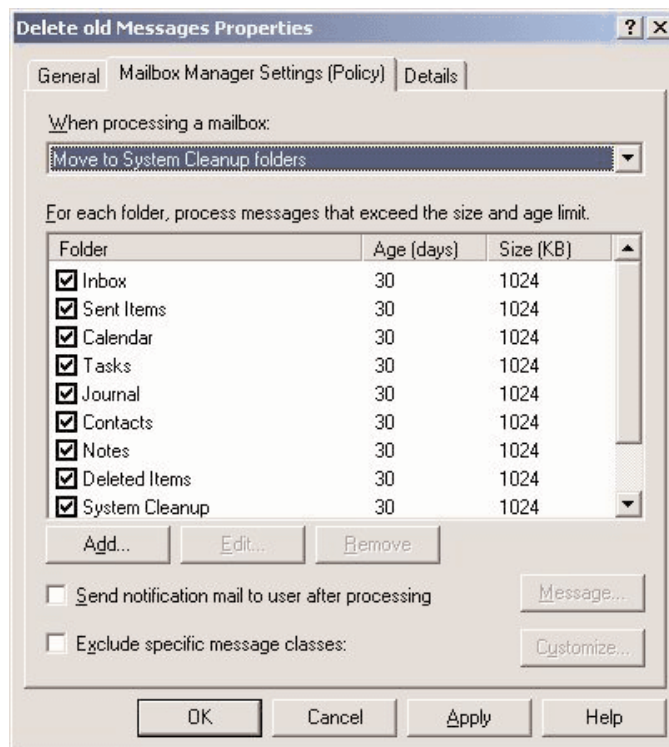 Delete old Messages Properties
General Mailbox Manager Settings (Policy) Details
When processing a mailbox:
Move to System Cleanup folders
For each folder, process messages that exceed the size and age limit.
Folder Age (days) Size (KB)
Inbox 30 1024
Sent Items 30 1024
Calendar 30 1024
Tasks 30 1024
Journal 30 1024
Contacts 30 1024
Notes 30 1024
Deleted Items 30 1024
System Cleanup 30 1024
Add... Edit... Remove
Send notification mail to user after processing Message...
Exclude specific message classes: Customize...
OK Cancel Apply Help